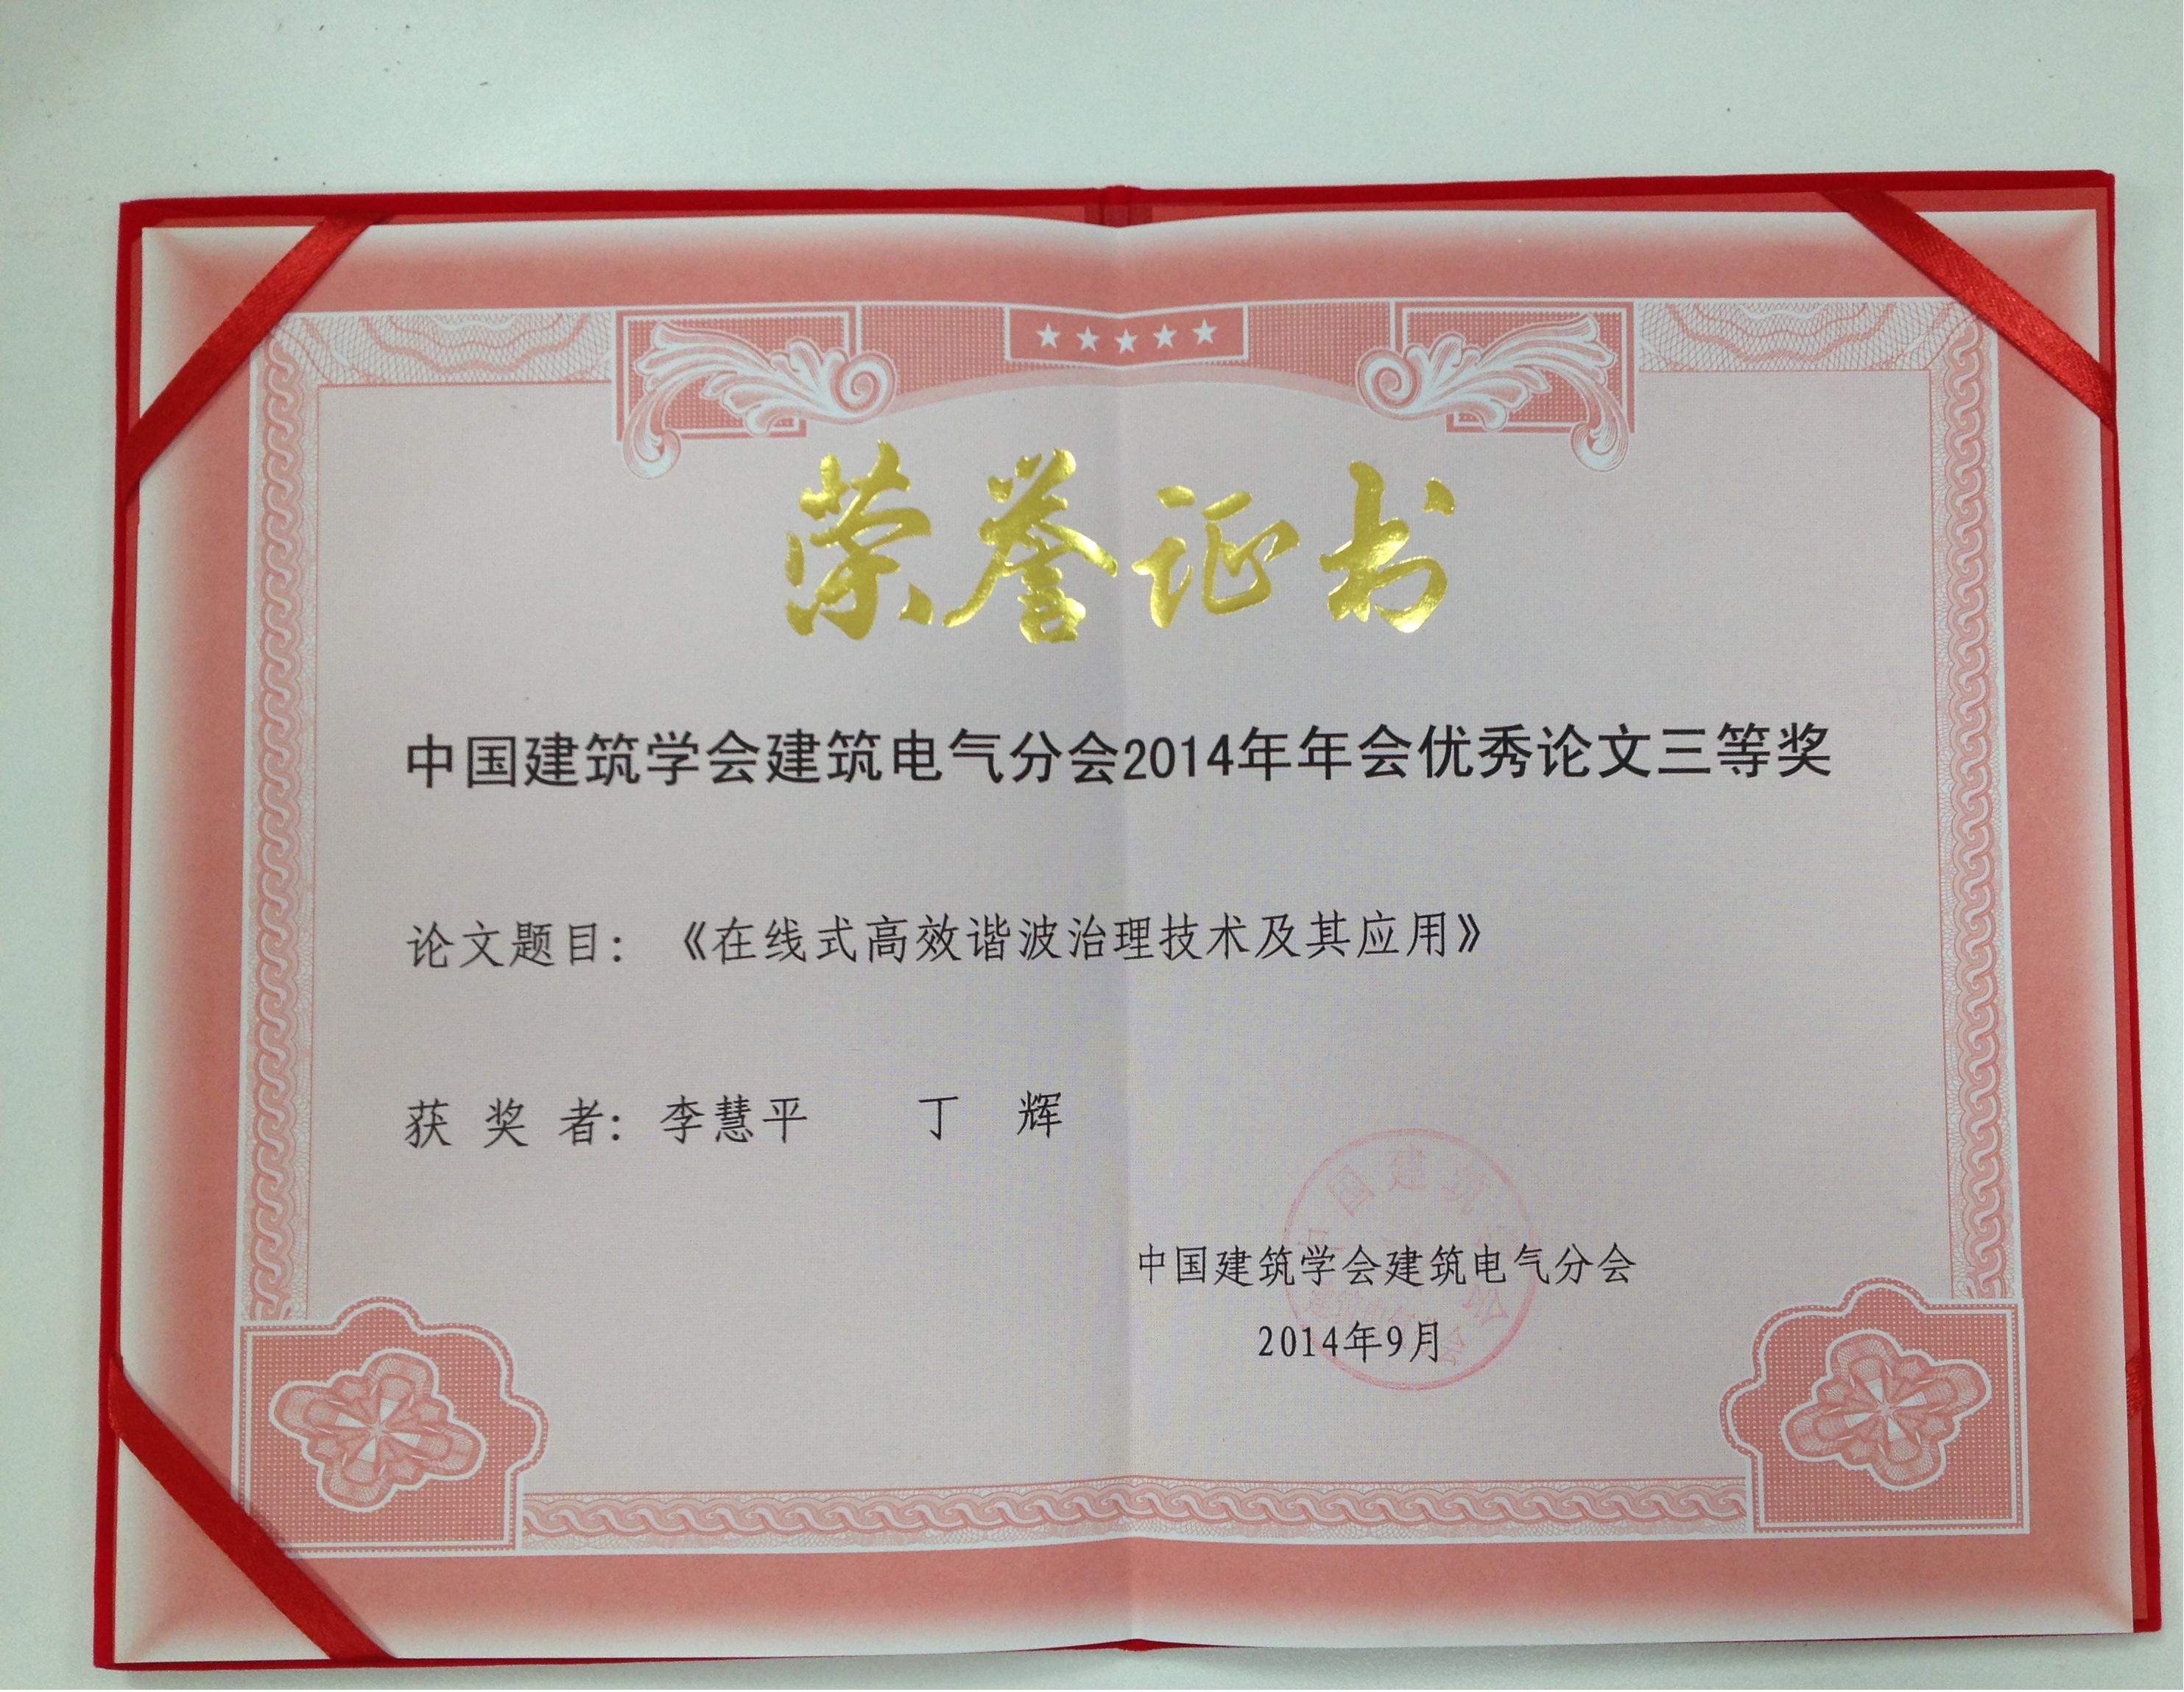 荣誉证书
中国建筑学会建筑电气分会2014年年会优秀论文三等奖
论文题目：《在线式高效谐波治理技术及其应用》
获 奖 者：李慧平  丁 辉
中国建筑学会建筑电气分会
2014年9月